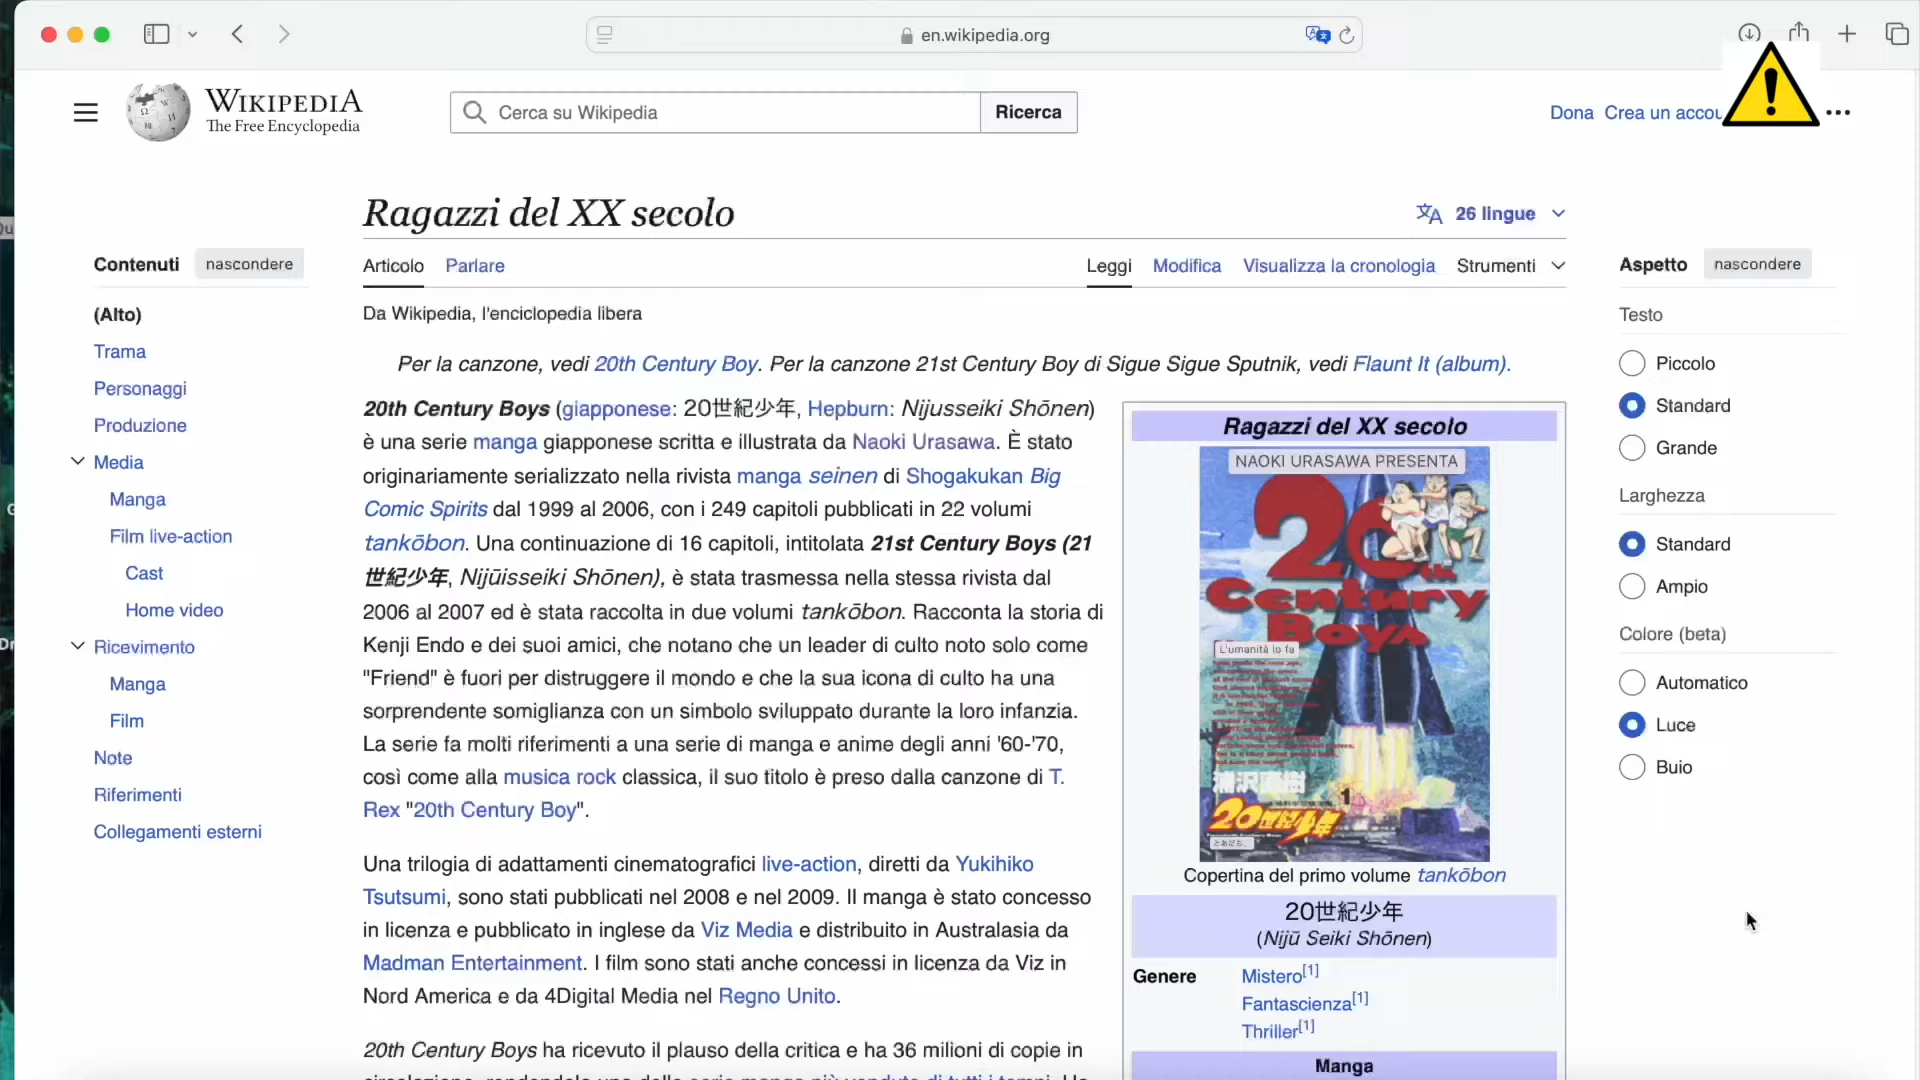 en.wikipedia.org
WIKIPEDIA
The Free Encyclopedia
Cerca su Wikipedia
Ricerca
Dona Crea un accou
Ragazzi del XX secolo
26 lingue
Contenuti nascondere
Articolo Parlare
Leggi Modifica Visualizza la cronologia Strumenti
Aspetto nascondere
(Alto)
Trama
Personaggi
Produzione
Media
Manga
Film live-action
Cast
Home video
Ricevimento
Manga
Film
Note
Riferimenti
Collegamenti esterni
Da Wikipedia, l'enciclopedia libera
Per la canzone, vedi 20th Century Boy. Per la canzone 21st Century Boy di Sigue Sigue Sputnik, vedi Flaunt It (album).
20th Century Boys (giapponese: 20世紀少年, Hepburn: Nijusseiki Shōnen)
è una serie manga giapponese scritta e illustrata da Naoki Urasawa. È stato
originariamente serializzato nella rivista manga seinen di Shogakukan Big
Comic Spirits dal 1999 al 2006, con i 249 capitoli pubblicati in 22 volumi
tankōbon. Una continuazione di 16 capitoli, intitolata 21st Century Boys (21
世紀少年, Nijūisseiki Shōnen), è stata trasmessa nella stessa rivista dal
2006 al 2007 ed è stata raccolta in due volumi tankōbon. Racconta la storia di
Kenji Endo e dei suoi amici, che notano che un leader di culto noto solo come
"Friend" è fuori per distruggere il mondo e che la sua icona di culto ha una
sorprendente somiglianza con un simbolo sviluppato durante la loro infanzia.
La serie fa molti riferimenti a una serie di manga e anime degli anni '60-'70,
così come alla musica rock classica, il suo titolo è preso dalla canzone di T.
Rex "20th Century Boy".
Una trilogia di adattamenti cinematografici live-action, diretti da Yukihiko
Tsutsumi, sono stati pubblicati nel 2008 e nel 2009. Il manga è stato concesso
in licenza e pubblicato in inglese da Viz Media e distribuito in Australasia da
Madman Entertainment. I film sono stati anche concessi in licenza da Viz in
Nord America e da 4Digital Media nel Regno Unito.
20th Century Boys ha ricevuto il plauso della critica e ha 36 milioni di copie in
Ragazzi del XX secolo
NAOKI URASAWA PRESENTA
20th
Century
Boys
L'umanità lo fa
浦沢直樹
1
20世紀少年
Copertina del primo volume tankōbon
20世紀少年
(Nijū Seiki Shōnen)
Genere Mistero[1]
Fantascienza[1]
Thriller[1]
Manga
Testo
Piccolo
Standard
Grande
Larghezza
Standard
Ampio
Colore (beta)
Automatico
Luce
Buio